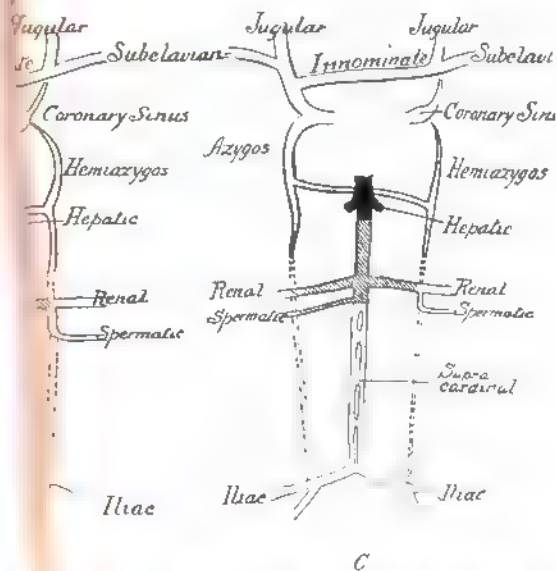 Jugular
Jugular
Jugular
Subclavian
Innominate
Subclavi
Coronary Sinus
Coronary Sinu
Azygos
Hemiazygos
Hemiazygos
Hepatic
Hepatic
Renal
Renal
Renal
Spermatic
Spermatic
Spermatic
Supra
cardinal
Iliac
Iliac
Iliac
C